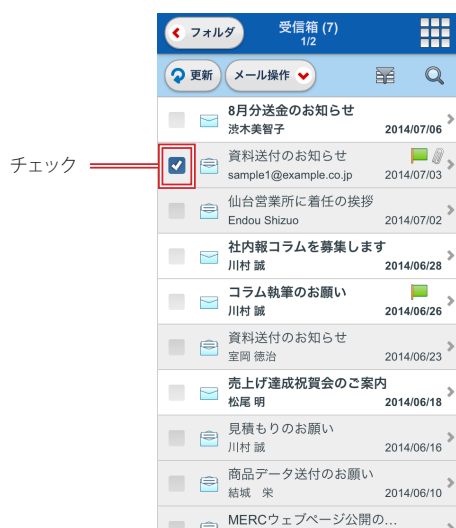 フォルダ
受信箱 (7)
1/2
更新
メール操作
8月分送金のお知らせ
渋木美智子 2014/07/06
チェック
資料送付のお知らせ
sample1@example.co.jp 2014/07/03
仙台営業所に着任の挨拶
Endou Shizuo 2014/07/02
社内報コラムを募集します
川村 誠 2014/06/28
コラム執筆のお願い
川村 誠 2014/06/26
資料送付のお知らせ
室岡 徳治 2014/06/23
売上げ達成祝賀会のご案内
松尾 明 2014/06/18
見積もりのお願い
川村 誠 2014/06/16
商品データ送付のお願い
結城　栄 2014/06/10
MERCウェブページ公開の…